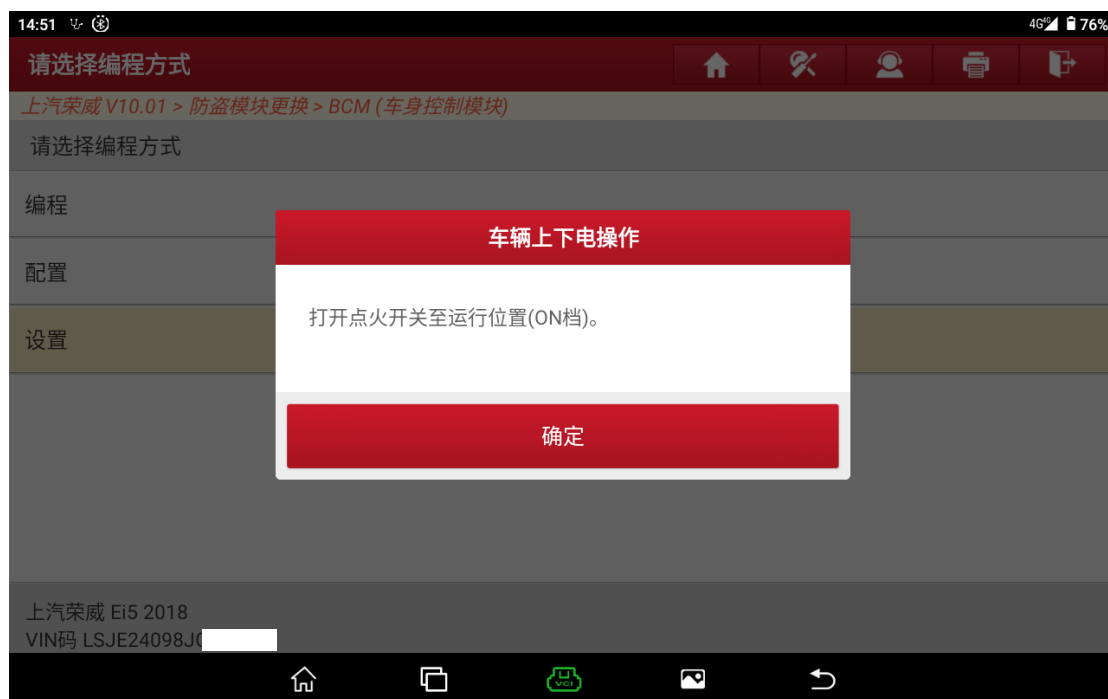 14:51
4G 4G 76%
请选择编程方式
上汽荣威 V10.01 > 防盗模块更换 > BCM (车身控制模块)
请选择编程方式
编程
配置
设置
车辆上下电操作
打开点火开关至运行位置(ON档)。
确定
上汽荣威 Ei5 2018
VIN码 LSJE24098J
VCI